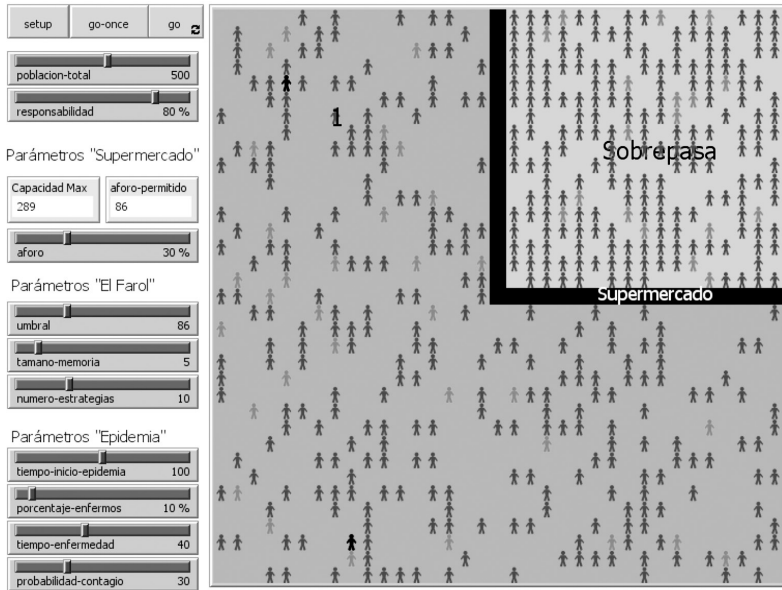 setup go-once go
poblacion-total 500
responsabilidad 80 %
Parámetros "Supermercado"
Capacidad Max
289
aforo-permitido
86
aforo 30 %
Parámetros "El Farol"
umbral 86
tamano-memoria 5
numero-estrategias 10
Parámetros "Epidemia"
tiempo-inicio-epidemia 100
porcentaje-enfermos 10 %
tiempo-enfermedad 40
probabilidad-contagio 30
1
Sobrepasa
Supermercado